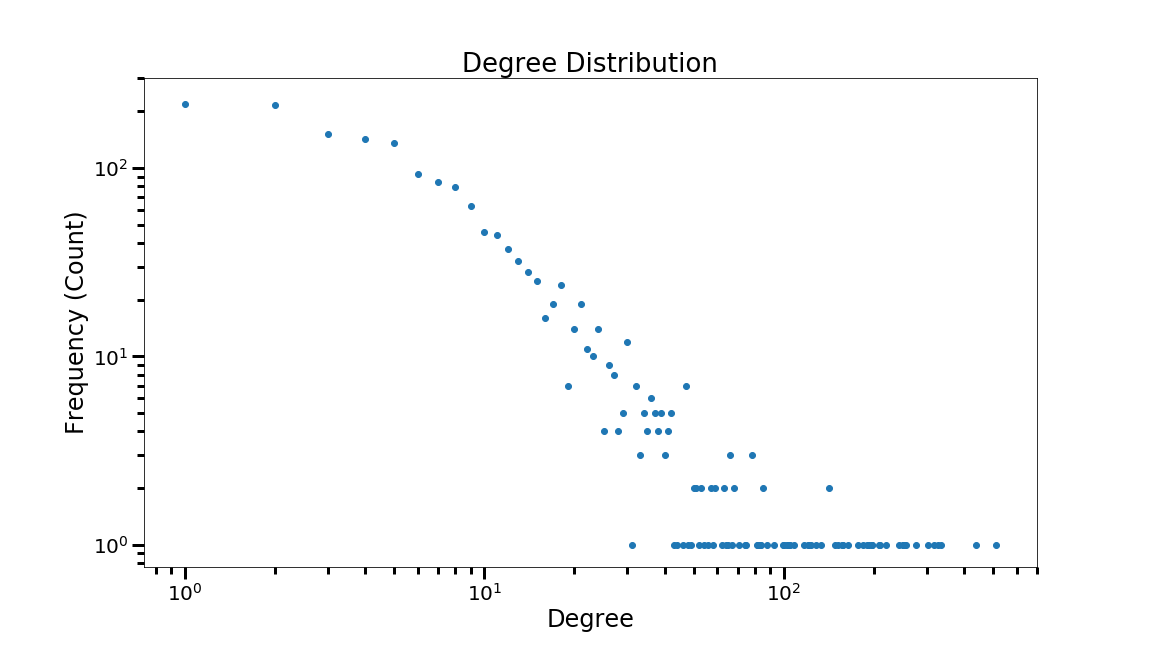 Degree Distribution
Frequency (Count)
10²
10¹
10⁰
10⁰ 10¹ 10²
Degree